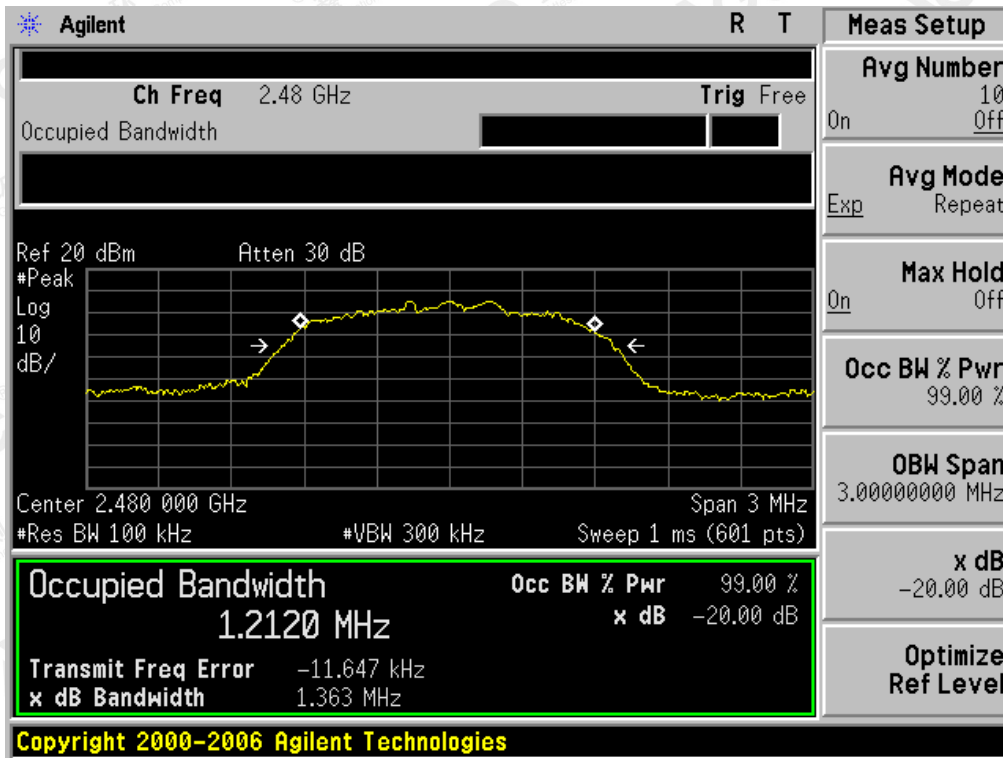 Agilent R T
Ch Freq 2.48 GHz Trig Free
Occupied Bandwidth
Ref 20 dBm Atten 30 dB
#Peak
Log
10
dB/
Center 2.480 000 GHz Span 3 MHz
#Res BW 100 kHz #VBW 300 kHz Sweep 1 ms (601 pts)
Occupied Bandwidth
1.2120 MHz
Occ BW % Pwr 99.00 %
x dB -20.00 dB
Transmit Freq Error -11.647 kHz
x dB Bandwidth 1.363 MHz
Copyright 2000-2006 Agilent Technologies
Meas Setup
Avg Number
10
On Off
Avg Mode
Exp Repeat
Max Hold
On Off
Occ BW % Pwr
99.00 %
OBW Span
3.00000000 MHz
x dB
-20.00 dB
Optimize
Ref Level